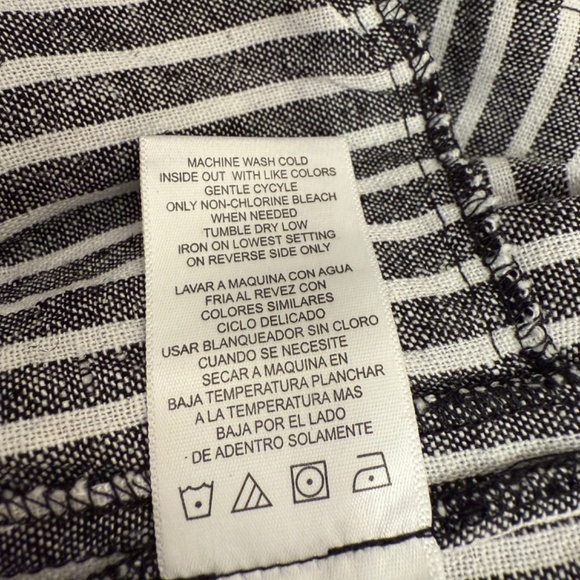 MACHINE WASH COLD
INSIDE OUT WITH LIKE COLORS
GENTLE CYCYLE
ONLY NON-CHLORINE BLEACH
WHEN NEEDED
TUMBLE DRY LOW
IRON ON LOWEST SETTING
ON REVERSE SIDE ONLY
LAVAR A MAQUINA CON AGUA
FRIA AL REVEZ CON
COLORES SIMILARES
CICLO DELICADO
USAR BLANQUEADOR SIN CLORO
CUANDO SE NECESITE
SECAR A MAQUINA EN
BAJA TEMPERATURA PLANCHAR
A LA TEMPERATURA MAS
BAJA POR EL LADO
DE ADENTRO SOLAMENTE